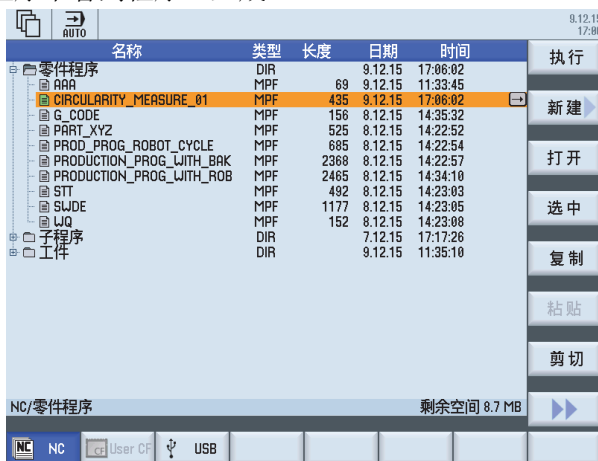 AUTO
9.12.15
17:0
名称 类型 长度 日期 时间
零件程序 DIR 9.12.15 17:06:02
AAA MPF 69 9.12.15 11:33:45
CIRCULARITY_MEASURE_01 MPF 435 9.12.15 17:06:02
G_CODE MPF 156 8.12.15 14:35:32
PART_XYZ MPF 525 8.12.15 14:22:52
PROD_PROG_ROBOT_CYCLE MPF 685 8.12.15 14:22:54
PRODUCTION_PROG_WITH_BAK MPF 2368 8.12.15 14:22:57
PRODUCTION_PROG_WITH_ROB MPF 2465 8.12.15 14:34:10
STT MPF 492 8.12.15 14:23:03
SWDE MPF 1177 8.12.15 14:23:05
WQ MPF 152 8.12.15 14:23:08
子程序 DIR 7.12.15 17:17:26
工件 DIR 9.12.15 11:35:10
NC/零件程序 剩余空间 8.7 MB
执行
新建
打开
选中
复制
粘贴
剪切
NC NC CF User CF USB